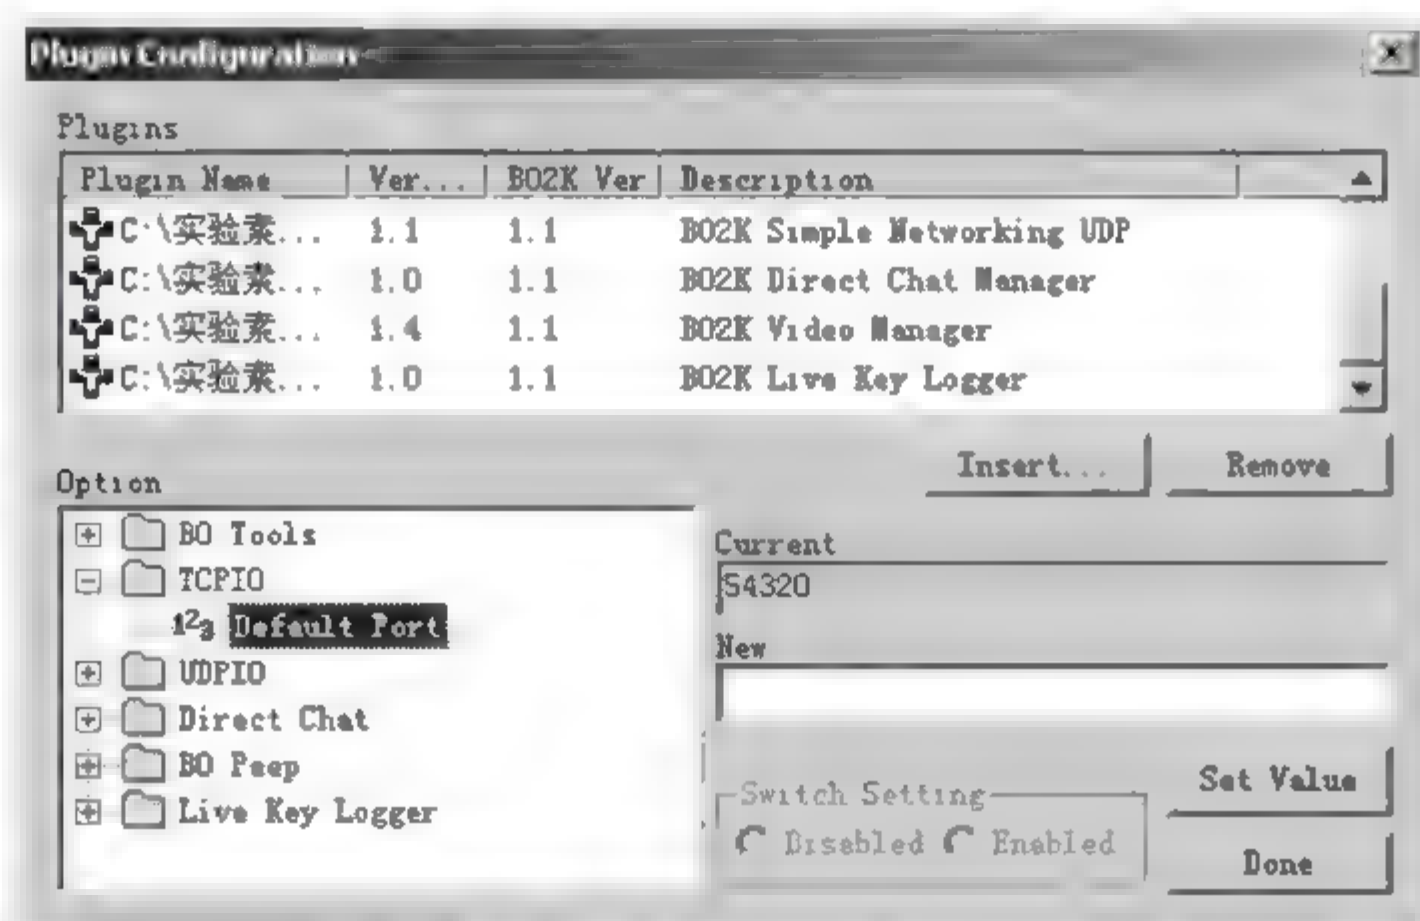 Plugin Configuration
Plugins
Plugin Name Ver... BO2K Ver Description
C:\实验素... 1.1 1.1 BO2K Simple Networking UDP
C:\实验素... 1.0 1.1 BO2K Direct Chat Manager
C:\实验素... 1.4 1.1 BO2K Video Manager
C:\实验素... 1.0 1.1 BO2K Live Key Logger
Insert... Remove
Option
BO Tools
TCPIO
Default Port
UDPIO
Direct Chat
BO Peep
Live Key Logger
Current
54320
New
Set Value
Switch Setting
Disabled Enabled
Done